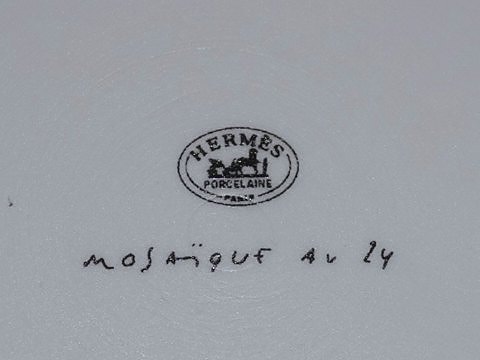 HERMÈS
PORCELAINE
PARIS
MOSAÏQUE AU 24